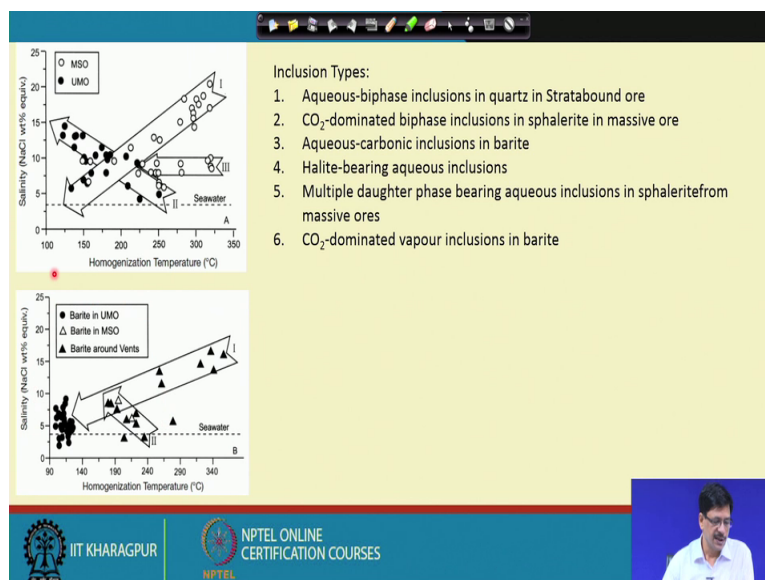 25
20
15
10
5
0
Salinity (NaCl wt% equiv.)
MSO
UMO
I
III
II
Seawater
A
100 150 200 250 300 350
Homogenization Temperature (°C)
25
20
15
10
5
0
Salinity (NaCl wt% equiv.)
Barite in UMO
Barite in MSO
Barite around Vents
I
Seawater
II
B
90 140 190 240 290 340
Homogenization Temperature (°C)
Inclusion Types:
1. Aqueous-biphase inclusions in quartz in Stratabound ore
2. CO₂-dominated biphase inclusions in sphalerite in massive ore
3. Aqueous-carbonic inclusions in barite
4. Halite-bearing aqueous inclusions
5. Multiple daughter phase bearing aqueous inclusions in sphaleritefrom
massive ores
6. CO₂-dominated vapour inclusions in barite
IIT KHARAGPUR
NPTEL
NPTEL ONLINE
CERTIFICATION COURSES